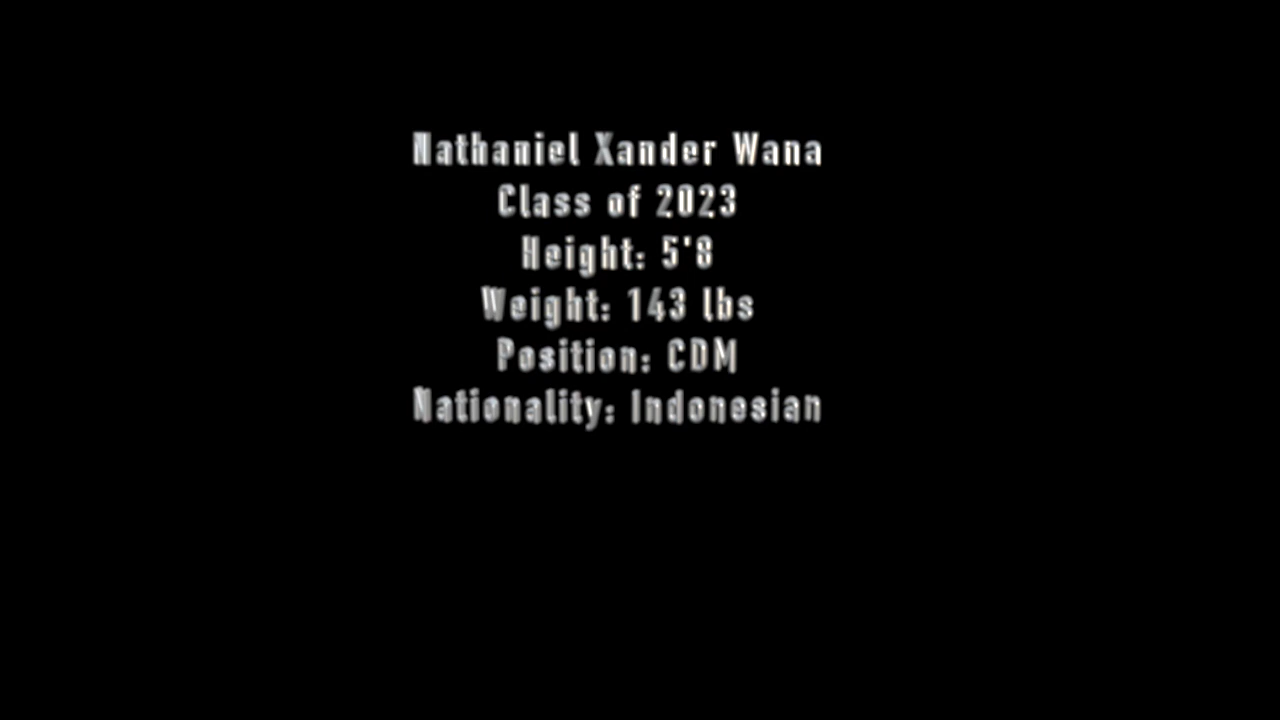 Nathaniel Xander Wana
Class of 2023
Height: 5'8
Weight: 143 lbs
Position: CDM
Nationality: Indonesian